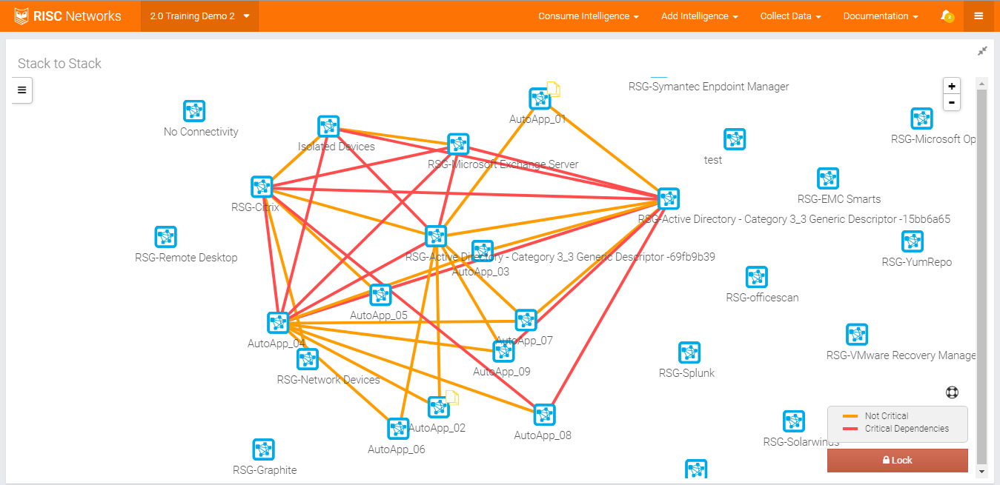 RISC Networks
2.0 Training Demo 2
Consume Intelligence
Add Intelligence
Collect Data
Documentation
2
Stack to Stack
RSG-Symantec Enpdoint Manager
AutoApp_01
No Connectivity
Isolated Devices
RSG-Microsoft Op
test
RSG-Microsoft Exchange Server
RSG-EMC Smarts
RSG-Citrix
RSG-Active Directory - Category 3_3 Generic Descriptor -15bb6a65
RSG-Remote Desktop
RSG-Active Directory - Category 3_3 Generic Descriptor -69fb9b39
RSG-YumRepo
AutoApp_03
RSG-officescan
AutoApp_05
AutoApp_04
AutoApp_07
RSG-VMware Recovery Manage
AutoApp_09
RSG-Splunk
RSG-Network Devices
Not Critical
Critical Dependencies
AutoApp_02
AutoApp_08
RSG-Solarwinds
AutoApp_06
Lock
RSG-Graphite